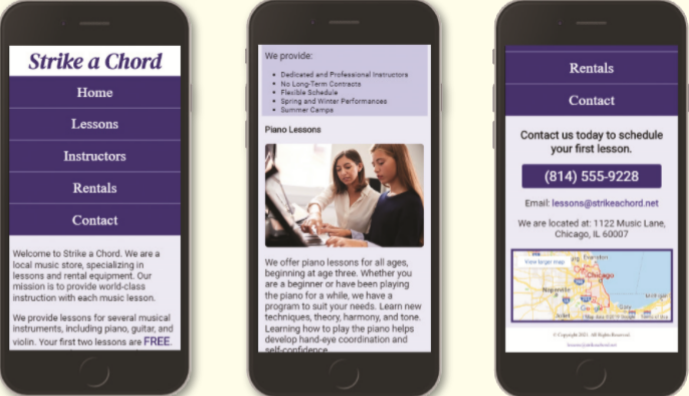 Strike a Chord
Home
Lessons
Instructors
Rentals
Contact
Welcome to Strike a Chord. We are a
local music store, specializing in
lessons and rental equipment. Our
mission is to provide world-class
instruction with each music lesson.
We provide lessons for several musical
instruments, including piano, guitar, and
violin. Your first two lessons are FREE.
We provide:
Dedicated and Professional Instructors
No Long-Term Contracts
Flexible Schedule
Spring and Winter Performances
Summer Camps
Piano Lessons
We offer piano lessons for all ages,
beginning at age three. Whether you
are a beginner or have been playing
the piano for a while, we have a
program to suit your needs. Learn new
techniques, theory, harmony, and tone.
Learning how to play the piano helps
develop hand-eye coordination and
self-confidence
Rentals
Contact
Contact us today to schedule
your first lesson.
(814) 555-9228
Email: lessons@strikeachord.net
We are located at: 1122 Music Lane,
Chicago, IL 60007
View larger map
Chicago
Naperville
© Copyright 2021. All Rights Reserved.
lessons@strikeachord.net